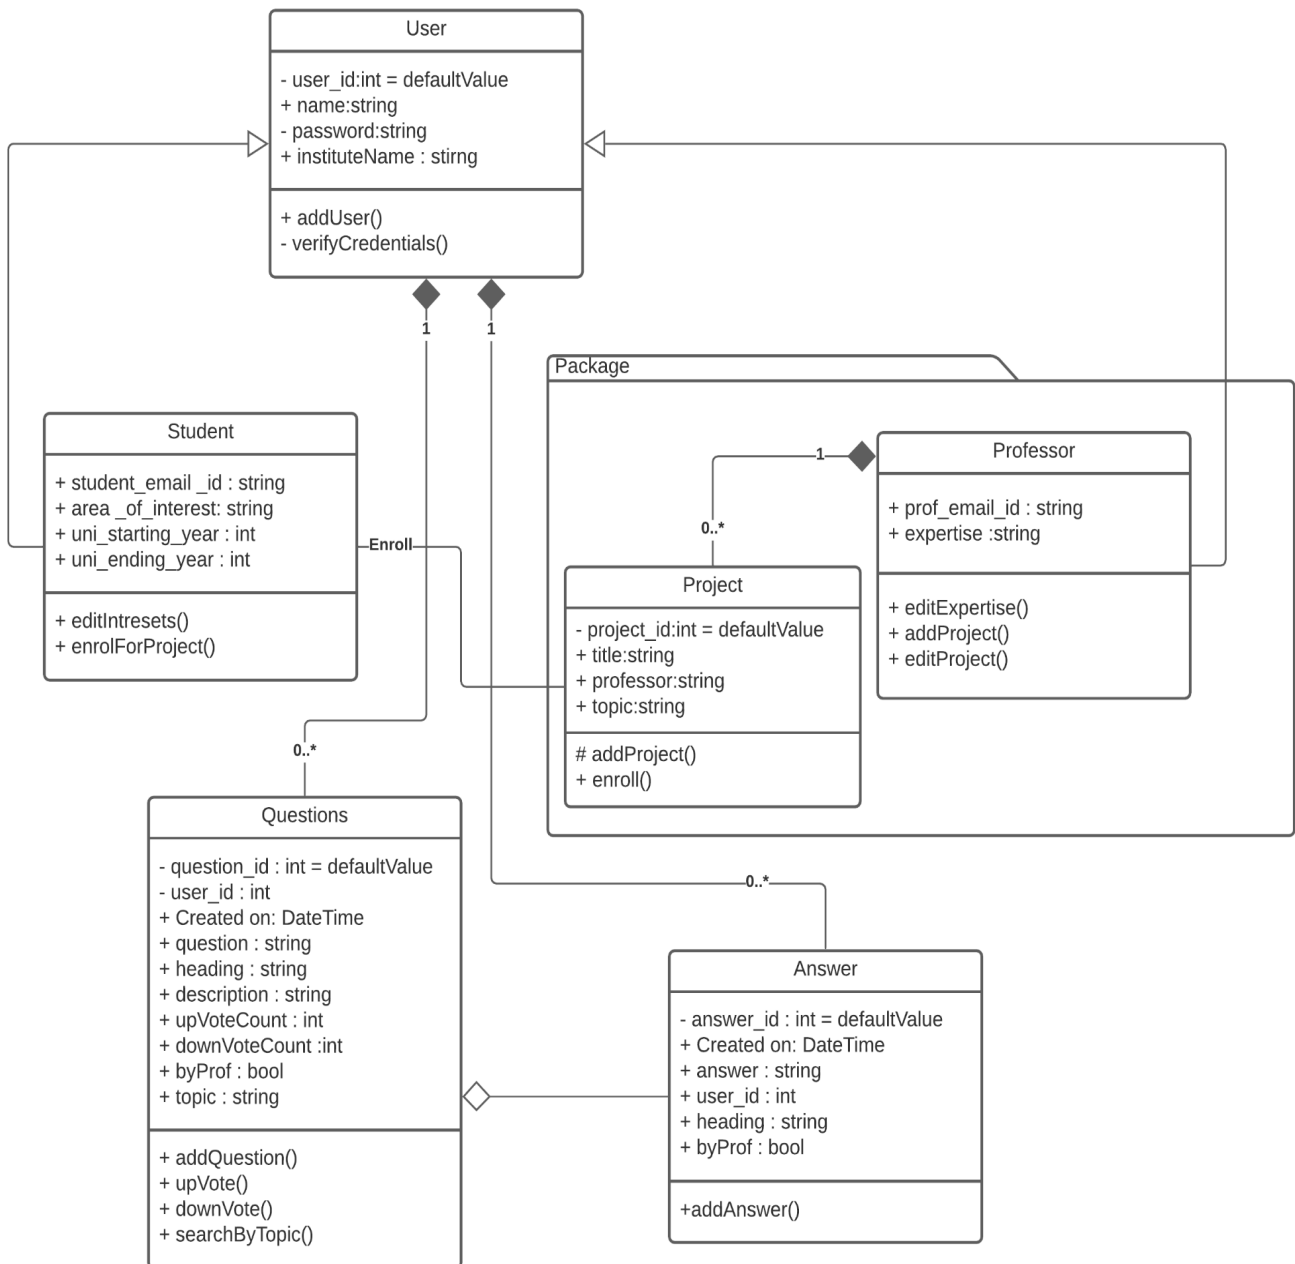 User
- user_id:int = defaultValue
+ name:string
- password:string
+ instituteName : stirng
+ addUser()
- verifyCredentials()
1
1
Package
Student
+ student_email _id : string
+ area _of_interest: string
+ uni_starting_year : int
+ uni_ending_year : int
+ editIntresets()
+ enrolForProject()
Enroll
1
0..*
Professor
+ prof_email_id : string
+ expertise :string
+ editExpertise()
+ addProject()
+ editProject()
Project
- project_id:int = defaultValue
+ title:string
+ professor:string
+ topic:string
# addProject()
+ enroll()
0..*
Questions
- question_id : int = defaultValue
- user_id : int
+ Created on: DateTime
+ question : string
+ heading : string
+ description : string
+ upVoteCount : int
+ downVoteCount :int
+ byProf : bool
+ topic : string
+ addQuestion()
+ upVote()
+ downVote()
+ searchByTopic()
0..*
Answer
- answer_id : int = defaultValue
+ Created on: DateTime
+ answer : string
+ user_id : int
+ heading : string
+ byProf : bool
+addAnswer()